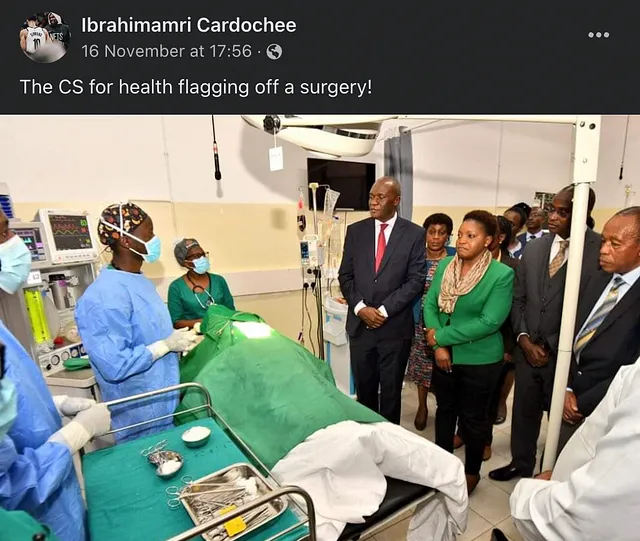 Ibrahimamri Cardochee
16 November at 17:56 ·
The CS for health flagging off a surgery!